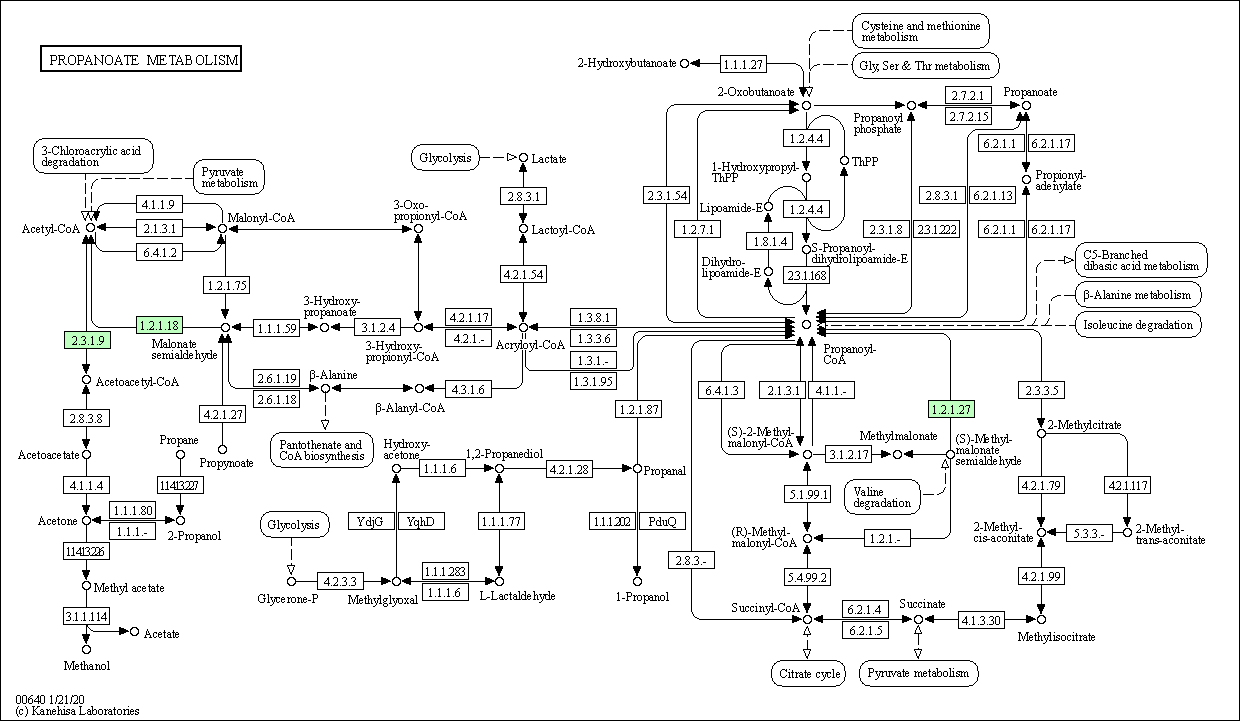 PROPANOATE METABOLISM
Cysteine and methionine
metabolism
Gly, Ser & Thr metabolism
2-Hydroxybutanoate
1.1.1.27
2-Oxobutanoate
Propanoyl
phosphate
2.7.2.1
2.7.2.15
Propanoate
1.2.4.4
ThPP
6.2.1.1
6.2.1.17
1-Hydroxypropyl-
ThPP
Propionyl-
adenylate
2.3.1.54
2.8.3.1
6.2.1.13
Lipoamide-E
1.2.4.4
1.2.7.1
1.8.1.4
2.3.1.8
2.3.1.222
6.2.1.1
6.2.1.17
S-Propanoyl-
dihydrolipoamide-E
Dihydro-
lipoamide-E
2.3.1.168
C5-Branched
dibasic acid metabolism
β-Alanine metabolism
Isoleucine degradation
3-Chloroacrylic acid
degradation
Pyruvate
metabolism
Glycolysis
Lactate
4.1.1.9
2.1.3.1
6.4.1.2
Acetyl-CoA
Malonyl-CoA
3-Oxo-
propionyl-CoA
2.8.3.1
Lactoyl-CoA
1.2.1.75
4.2.1.54
3-Hydroxy-
propanoate
1.2.1.18
2.3.1.9
Malonate
semialdehyde
1.1.1.59
3.1.2.4
3-Hydroxy-
propionyl-CoA
4.2.1.17
4.2.1.-
Acryloyl-CoA
1.3.8.1
1.3.3.6
1.3.1.-
1.3.1.95
Propanoyl-
CoA
Acetoacetyl-CoA
2.6.1.19
2.6.1.18
β-Alanine
β-Alanyl-CoA
4.3.1.6
2.8.3.8
4.2.1.27
1.2.1.87
6.4.1.3
2.1.3.1
4.1.1.-
1.2.1.27
2.3.3.5
Propane
Propynoate
Pantothenate and
CoA biosynthesis
Acetoacetate
Hydroxy-
acetone
1.1.1.6
1,2-Propanediol
4.2.1.28
Propanal
(S)-2-Methyl-
malonyl-CoA
Methylmalonate
3.1.2.17
(S)-Methyl-
malonate
semialdehyde
2-Methylcitrate
4.1.1.4
1.14.13.227
Valine
degradation
5.1.99.1
4.2.1.79
4.2.1.117
1.1.1.80
1.1.1.-
Acetone
2-Propanol
Glycolysis
YdjG
YqhD
1.1.1.77
1.1.1.202
PduQ
(R)-Methyl-
malonyl-CoA
1.2.1.-
2-Methyl-
cis-aconitate
5.3.3.-
2-Methyl-
trans-aconitate
1.14.13.226
2.8.3.-
5.4.99.2
4.2.1.99
Methyl acetate
Glycerone-P
4.2.3.3
Methylglyoxal
1.1.1.283
1.1.1.6
L-Lactaldehyde
1-Propanol
3.1.1.114
Acetate
Methanol
Succinyl-CoA
6.2.1.4
6.2.1.5
Succinate
4.1.3.30
Methylisocitrate
Citrate cycle
Pyruvate metabolism
00640 1/21/20
(c) Kanehisa Laboratories